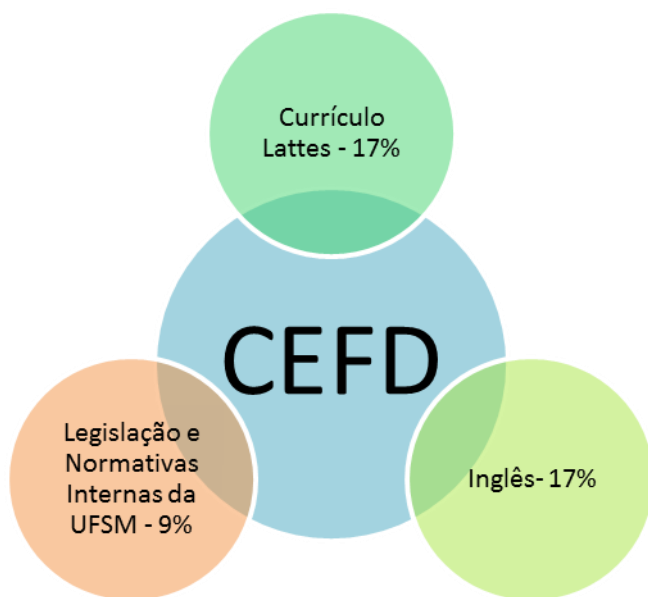 Currículo
Lattes - 17%
CEFD
Legislação e
Normativas
Internas da
UFSM - 9%
Inglês- 17%